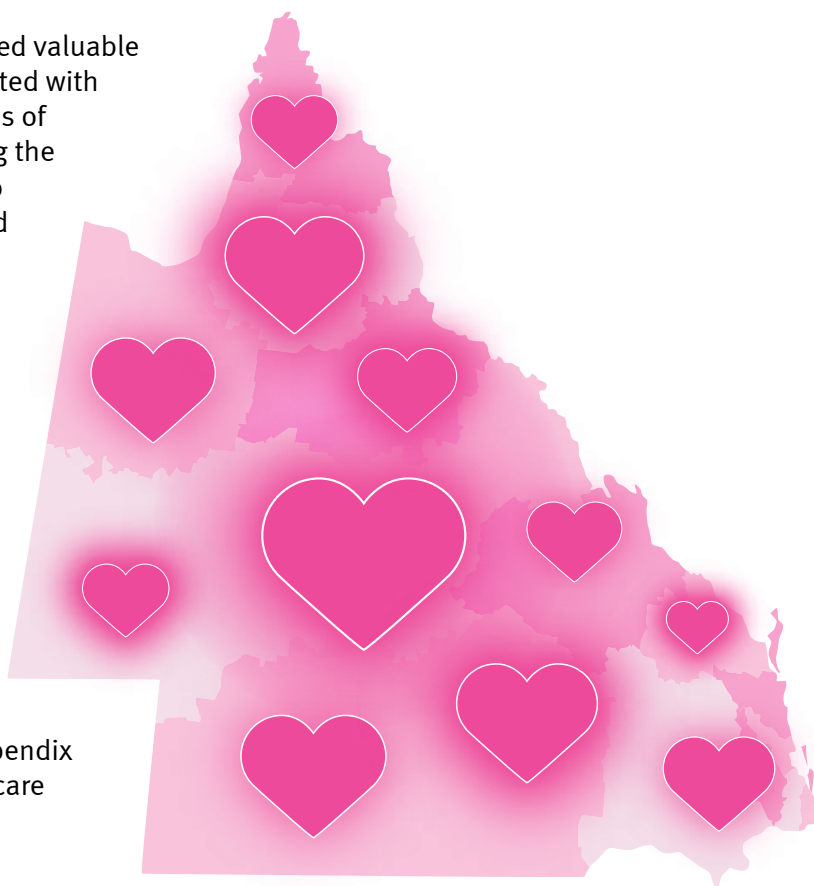 ed valuable
ted with
s of
g the
d
pendix
care